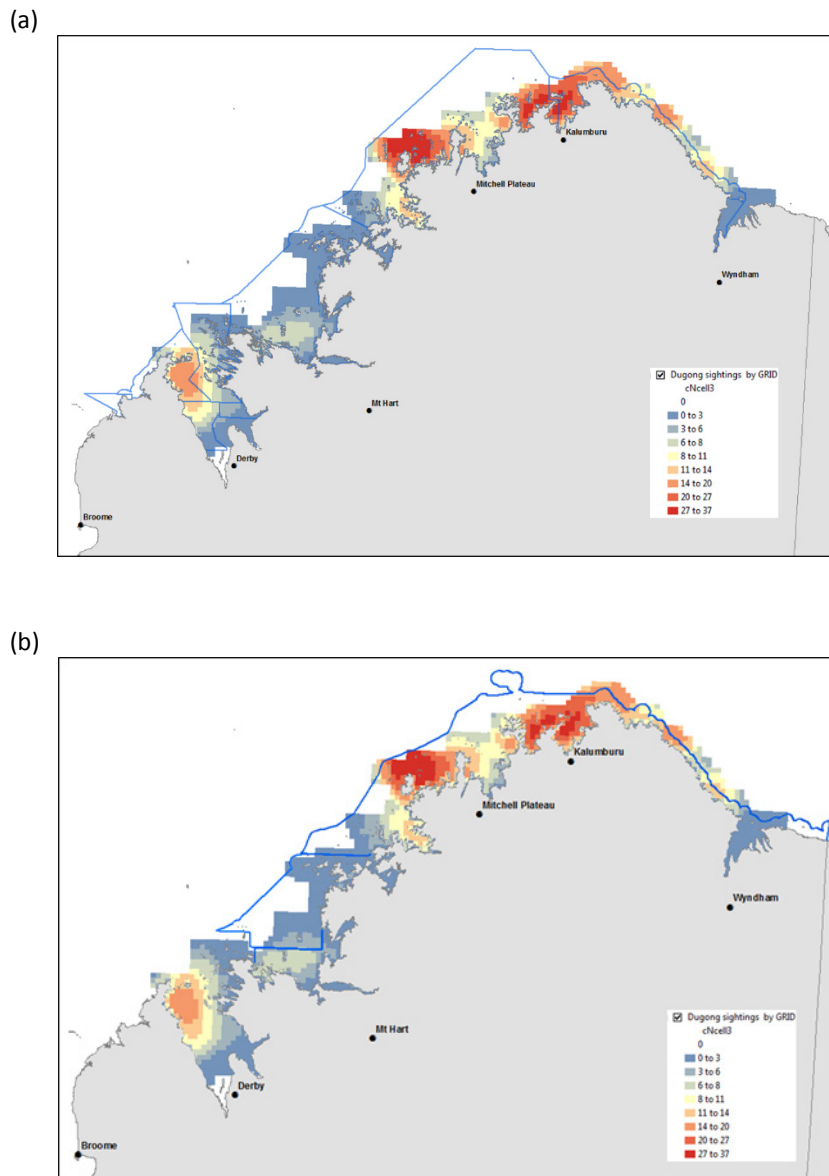 (a)
Kalumburu
Mitchell Plateau
Wyndham
Mt Hart
Derby
Broome
Dugong sightings by GRID
cNcell3
0
0 to 3
3 to 6
6 to 8
8 to 11
11 to 14
14 to 20
20 to 27
27 to 37
(b)
Kalumburu
Mitchell Plateau
Wyndham
Mt Hart
Derby
Broome
Dugong sightings by GRID
cNcell3
0
0 to 3
3 to 6
6 to 8
8 to 11
11 to 14
14 to 20
20 to 27
27 to 37